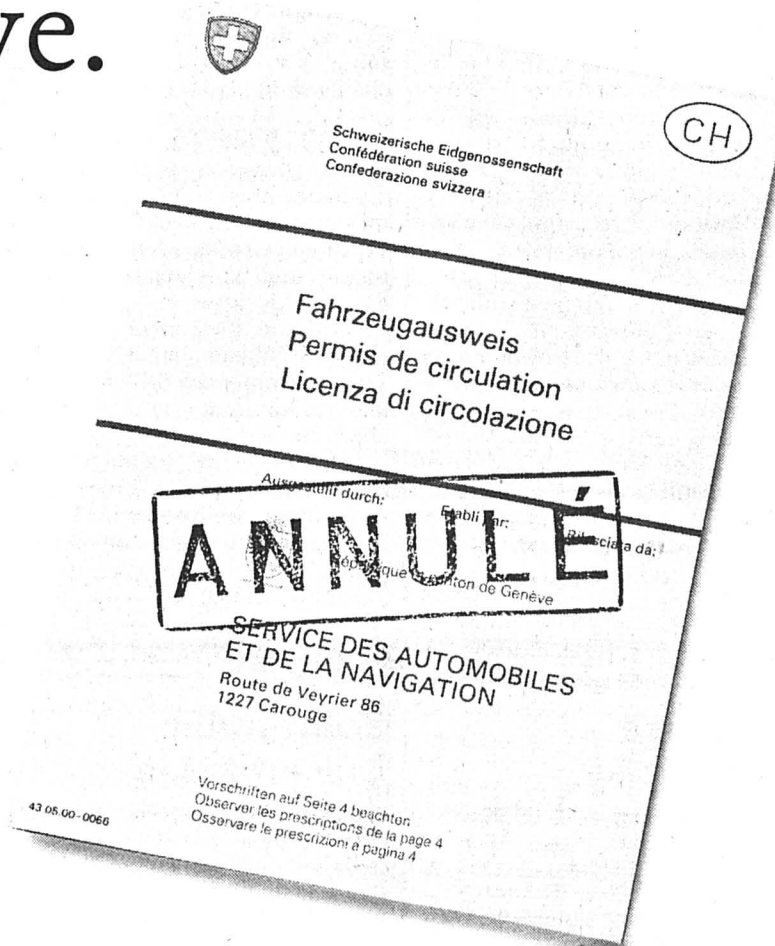 ve.
CH
Schweizerische Eidgenossenschaft
Confédération suisse
Confederazione svizzera
Fahrzeugausweis
Permis de circulation
Licenza di circolazione
Ausgestellt durch:
Etabli par:
Rilasciata da:
ANNULÉ
République et canton de Genève
SERVICE DES AUTOMOBILES
ET DE LA NAVIGATION
Route de Veyrier 86
1227 Carouge
Vorschriften auf Seite 4 beachten
Observer les prescriptions de la page 4
Osservare le prescrizioni a pagina 4
43 05.00-0066